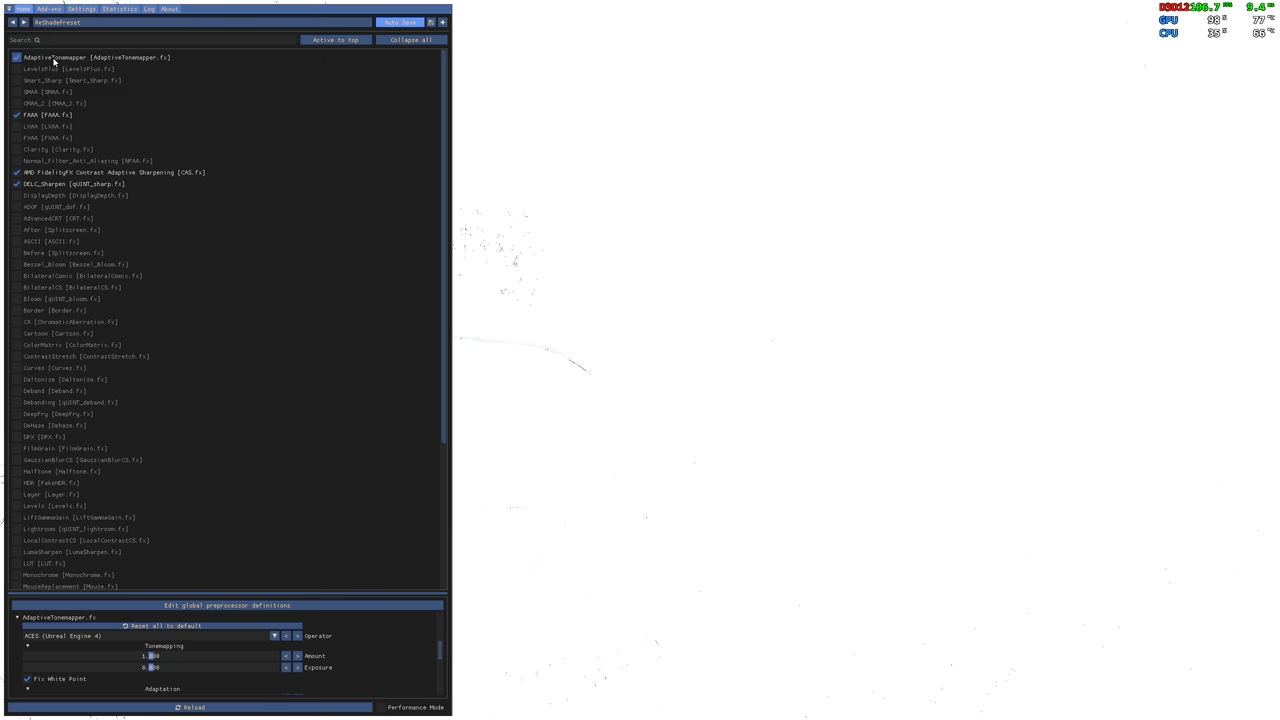 Home Add-ons Settings Statistics Log About
ReShadePreset Auto Save
Search Active to top Collapse all
AdaptiveTonemapper [AdaptiveTonemapper.fx]
LevelsPlus [LevelsPlus.fx]
Smart_Sharp [Smart_Sharp.fx]
SMAA [SMAA.fx]
CMAA_2 [CMAA_2.fx]
FAAA [FAAA.fx]
LXAA [LXAA.fx]
FXAA [FXAA.fx]
Clarity [Clarity.fx]
Normal_Filter_Anti_Aliasing [NFAA.fx]
AMD FidelityFX Contrast Adaptive Sharpening [CAS.fx]
DELC_Sharpen [qUINT_sharp.fx]
DisplayDepth [DisplayDepth.fx]
ADOF [qUINT_dof.fx]
AdvancedCRT [CRT.fx]
After [Splitscreen.fx]
ASCII [ASCII.fx]
Before [Splitscreen.fx]
Bessel_Bloom [Bessel_Bloom.fx]
BilateralComic [BilateralComic.fx]
BilateralCS [BilateralCS.fx]
Bloom [qUINT_bloom.fx]
Border [Border.fx]
CA [ChromaticAberration.fx]
Cartoon [Cartoon.fx]
ColorMatrix [ColorMatrix.fx]
ContrastStretch [ContrastStretch.fx]
Curves [Curves.fx]
Daltonize [Daltonize.fx]
Deband [Deband.fx]
Debanding [qUINT_deband.fx]
DeepFry [DeepFry.fx]
DeHaze [Dehaze.fx]
DPX [DPX.fx]
FilmGrain [FilmGrain.fx]
GaussianBlurCS [GaussianBlurCS.fx]
Halftone [Halftone.fx]
HDR [FakeHDR.fx]
Layer [Layer.fx]
Levels [Levels.fx]
LiftGammaGain [LiftGammaGain.fx]
Lightroom [qUINT_lightroom.fx]
LocalContrastCS [LocalContrastCS.fx]
LumaSharpen [LumaSharpen.fx]
LUT [LUT.fx]
Monochrome [Monochrome.fx]
MouseReplacement [Mouse.fx]
Edit global preprocessor definitions
AdaptiveTonemapper.fx
Reset all to default
ACES (Unreal Engine 4) < > Operator
Tonemapping
< > Amount
< > Exposure
Fix White Point
Adaptation
Reload Performance Mode
D3D12 FPS 9.4
GPU 98 77
CPU 35 66